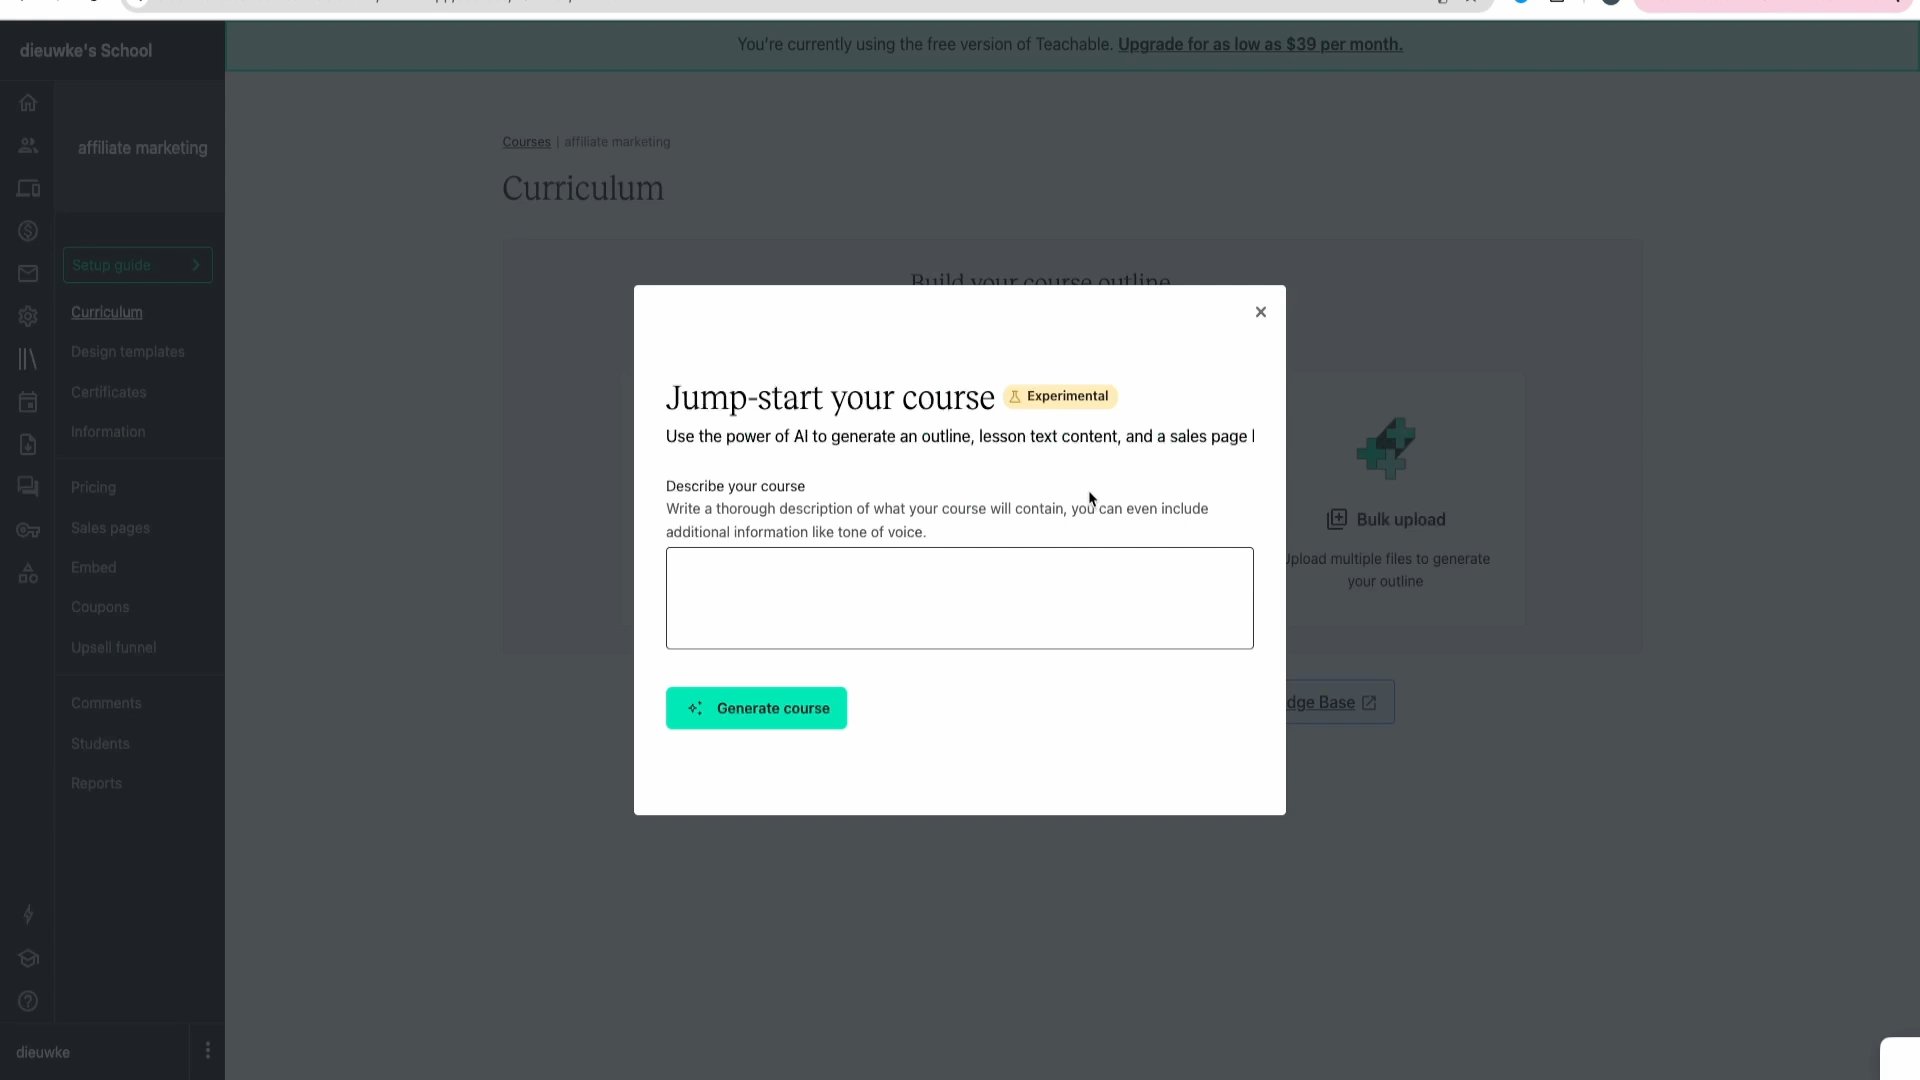 dieuwke's School
You're currently using the free version of Teachable. Upgrade for as low as $39 per month.
affiliate marketing
Setup guide
Curriculum
Design templates
Certificates
Information
Pricing
Sales pages
Embed
Coupons
Upsell funnel
Comments
Students
Reports
dieuwke
Courses | affiliate marketing
Curriculum
Build your course outline
Jump-start your course Experimental
Use the power of AI to generate an outline, lesson text content, and a sales page
Describe your course
Write a thorough description of what your course will contain, you can even include
additional information like tone of voice.
Generate course
Bulk upload
Upload multiple files to generate
your outline
dge Base